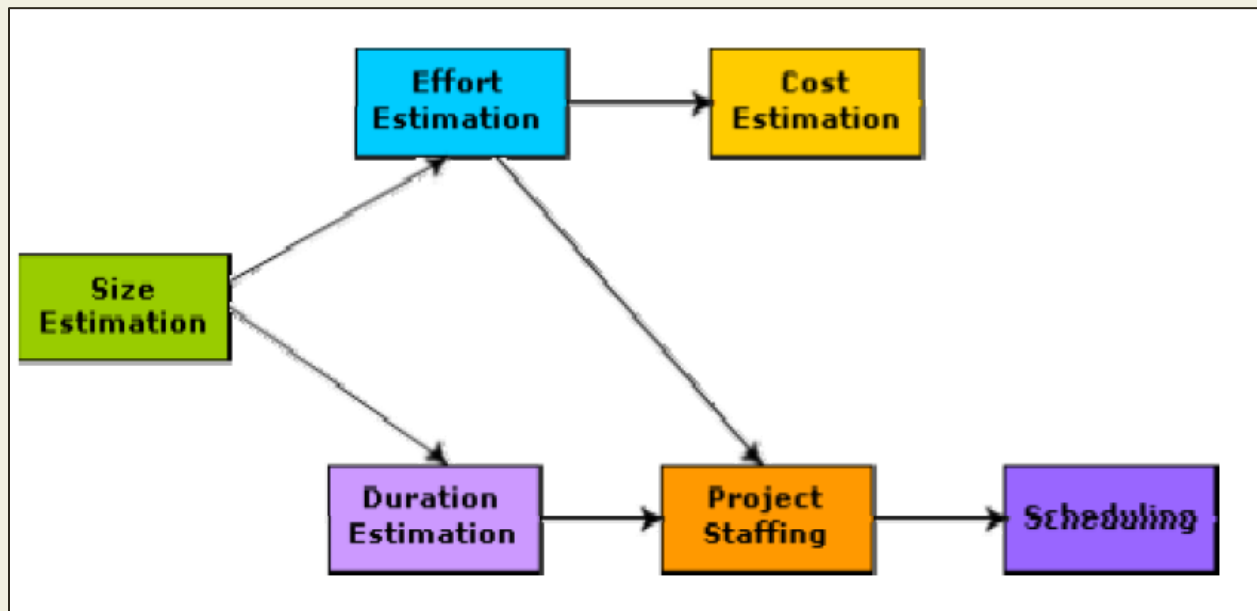 Effort
Estimation
Cost
Estimation
Size
Estimation
Duration
Estimation
Project
Staffing
Scheduling